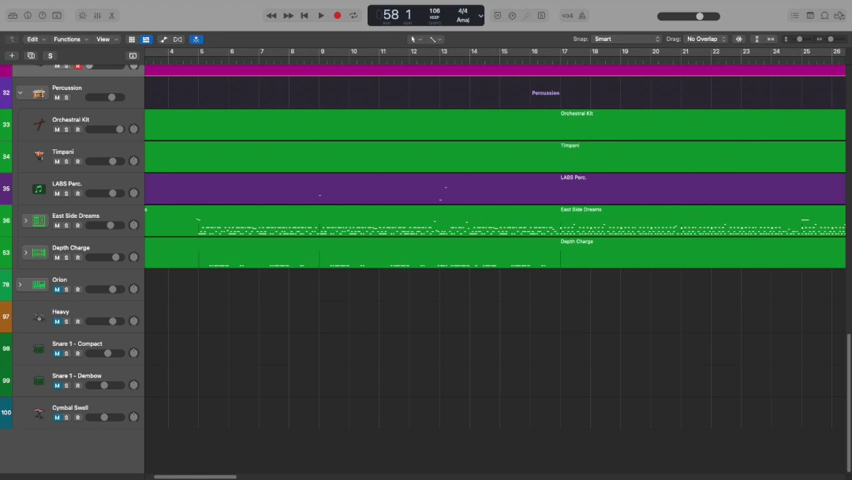 58 1
106
KEEP
4/4
Amaj
Edit Functions View
Snap: Smart
Drag: No Overlap
4 5 6 7 8 9 10 11 12 13 14 15 16 17 18 19 20 21 22 23 24 25 26
32 Percussion
M S
Percussion
33 Orchestral Kit
M S R
Orchestral Kit
34 Timpani
M S R
Timpani
35 LABS Perc.
M S R
LABS Perc.
36 East Side Dreams
M S R
East Side Dreams
53 Depth Charge
M S R
Depth Charge
78 Orion
M S R
97 Heavy
M S R
98 Snare 1 - Compact
M S R
99 Snare 1 - Dembow
M S R
100 Cymbal Swell
M S R